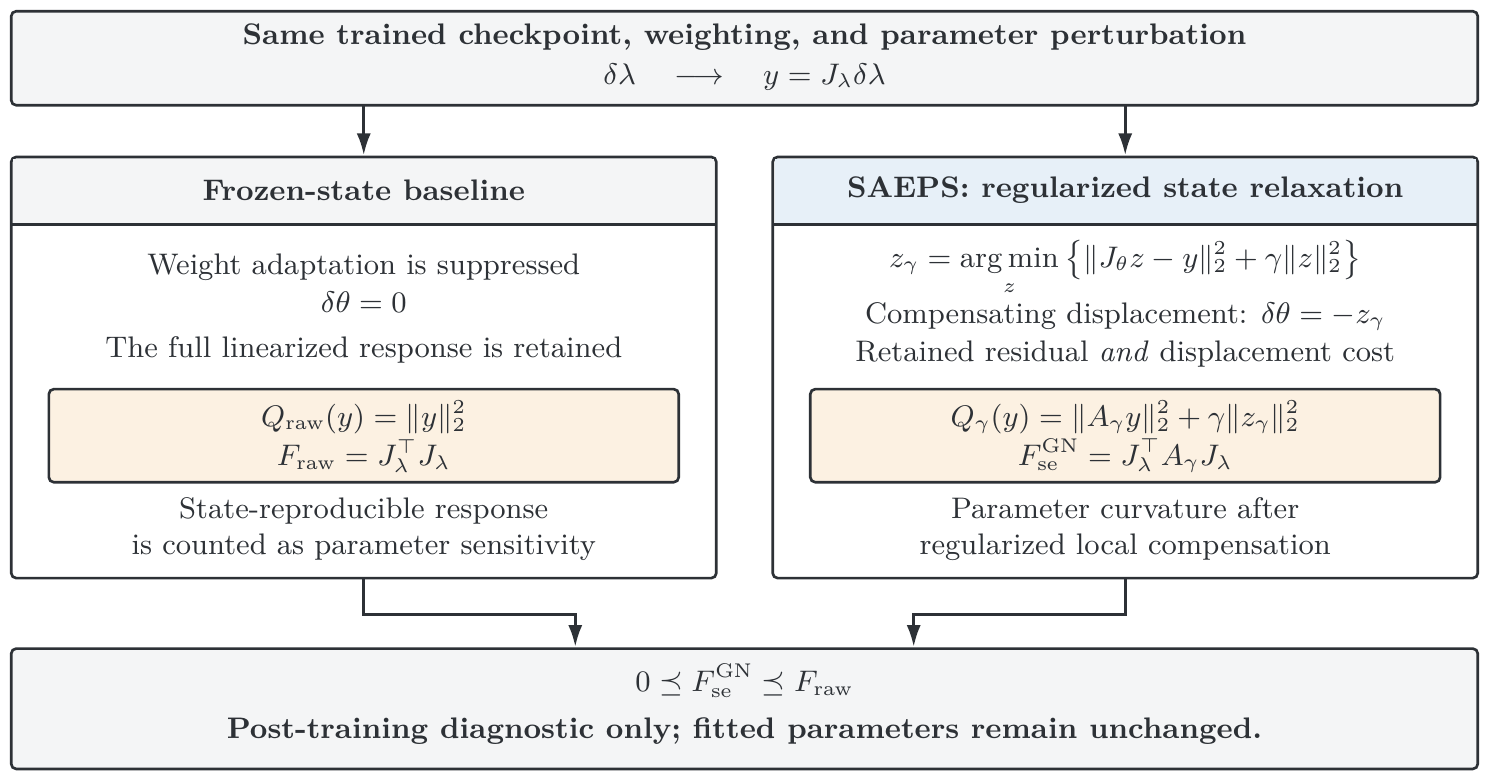 Same trained checkpoint, weighting, and parameter perturbation
δλ ⟶ y = J_λ δλ
Frozen-state baseline
Weight adaptation is suppressed
δθ = 0
The full linearized response is retained
Q_raw(y) = ‖y‖₂²
F_raw = J_λ^⊤ J_λ
State-reproducible response
is counted as parameter sensitivity
SAEPS: regularized state relaxation
z_γ = arg min_z {‖J_θ z − y‖₂² + γ‖z‖₂²}
Compensating displacement: δθ = −z_γ
Retained residual and displacement cost
Q_γ(y) = ‖A_γ y‖₂² + γ‖z_γ‖₂²
F_se^GN = J_λ^⊤ A_γ J_λ
Parameter curvature after
regularized local compensation
0 ⪯ F_se^GN ⪯ F_raw
Post-training diagnostic only; fitted parameters remain unchanged.